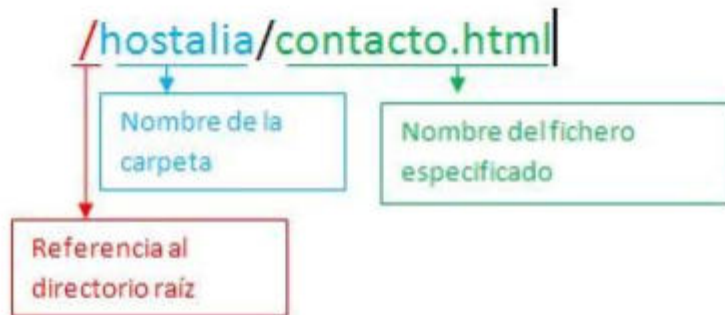 /hostalia/contacto.html
Nombre de la
carpeta
Nombre del fichero
especificado
Referencia al
directorio raíz